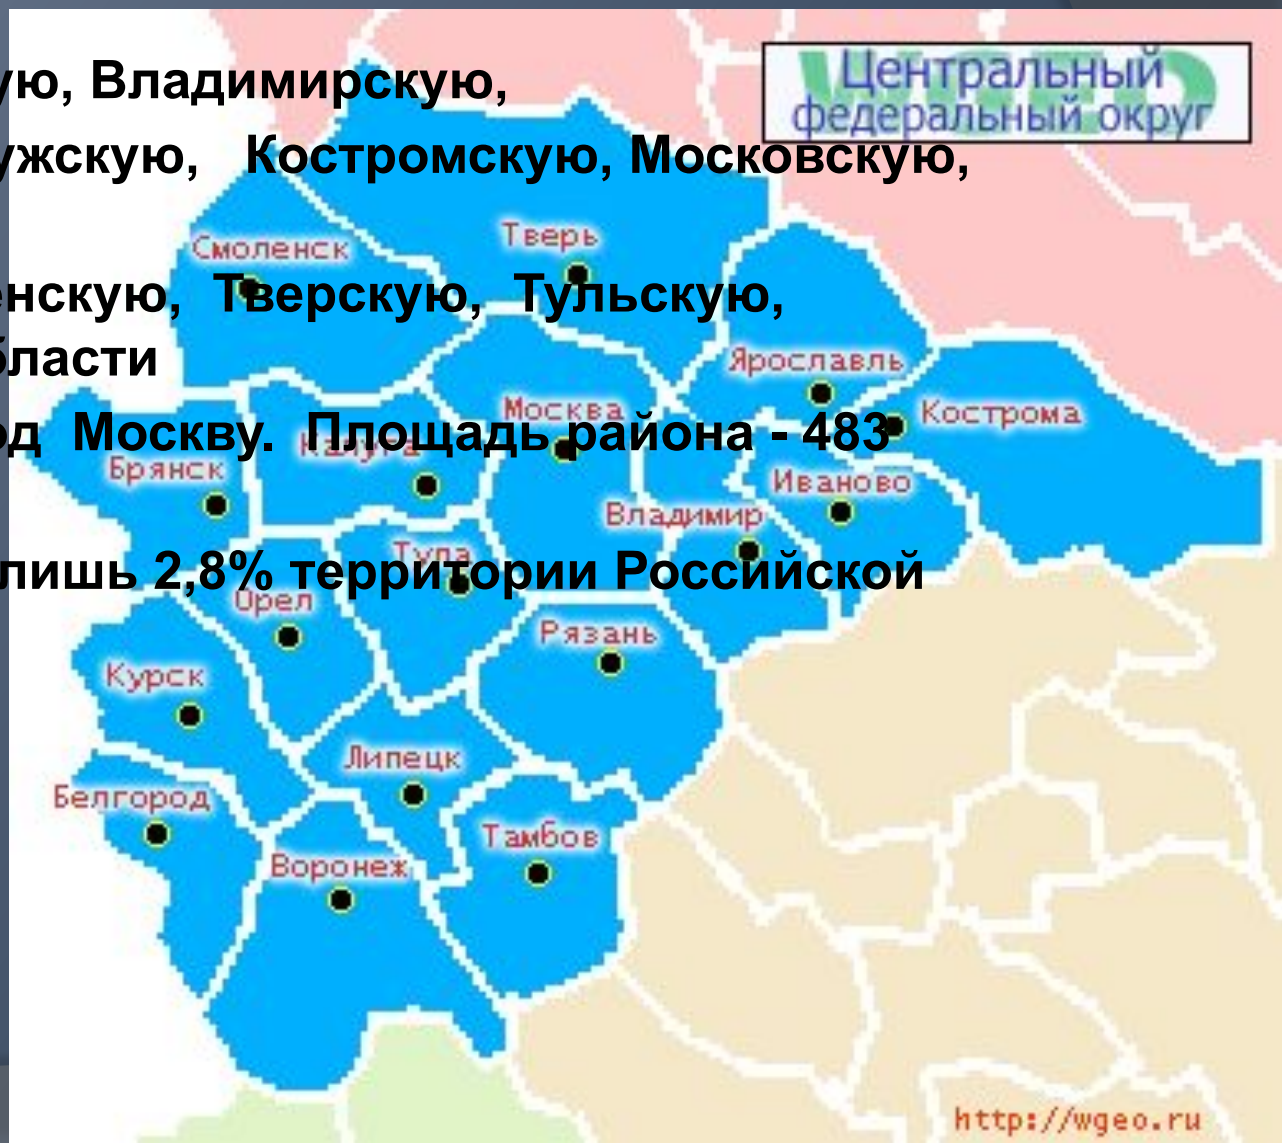 Центральный
федеральный округ
ую, Владимирскую,
ужскую, Костромскую, Московскую,
енскую, Тверскую, Тульскую,
бласти
од Москву. Площадь района - 483
лишь 2,8% территории Российской
Смоленск
Тверь
Ярославль
Москва
Кострома
Калуга
Брянск
Иваново
Владимир
Тула
Орел
Рязань
Курск
Липецк
Белгород
Тамбов
Воронеж
http://wgeo.ru